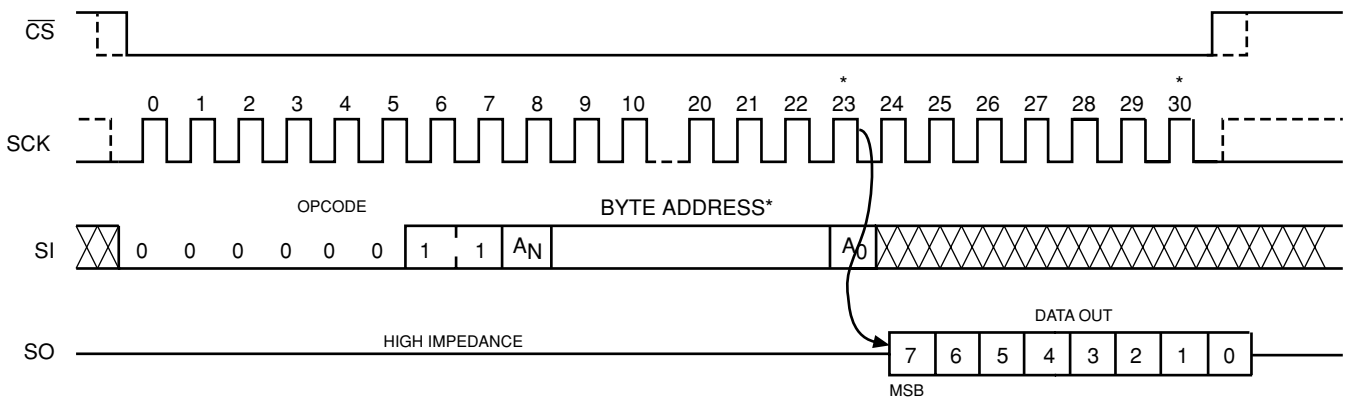 CS
* *
0 1 2 3 4 5 6 7 8 9 10 20 21 22 23 24 25 26 27 28 29 30
SCK
OPCODE BYTE ADDRESS*
SI 0 0 0 0 0 0 1 1 AN A0
DATA OUT
HIGH IMPEDANCE
SO 7 6 5 4 3 2 1 0
MSB